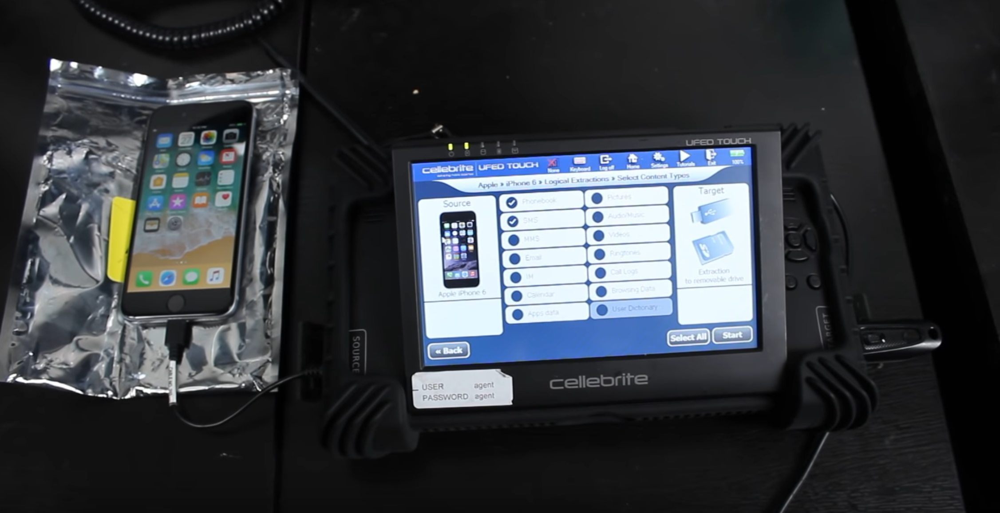 UFED TOUCH
cellebrite UFED TOUCH None Keyboard Log off Home Settings Tutorials Exit 100%
Apple » iPhone 6 » Logical Extractions » Select Content Types
Source
Apple iPhone 6
Phonebook
SMS
MMS
Email
IM
Calendar
Apps data
Pictures
Audio/Music
Videos
Ringtones
Call Logs
Browsing Data
User Dictionary
Target
Extraction
to removable drive
« Back
Select All
Start
SOURCE
TARGET
cellebrite
USER agent
PASSWORD agent